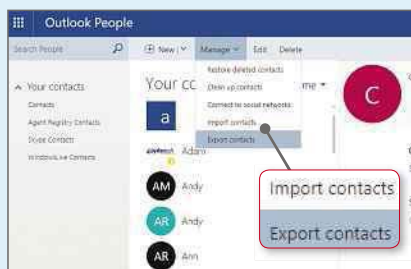 Outlook People
Search People
New
Manage
Edit
Delete
Restore deleted contacts
Clean up contacts
Connect to social networks
Import contacts
Export contacts
Your contacts
Contacts
Agent Registry Contacts
Skype Contacts
WindowsLive Contacts
Your co
me
a
Adam
AM Andy
AR Andy
AR Ann
C
Import contacts
Export contacts